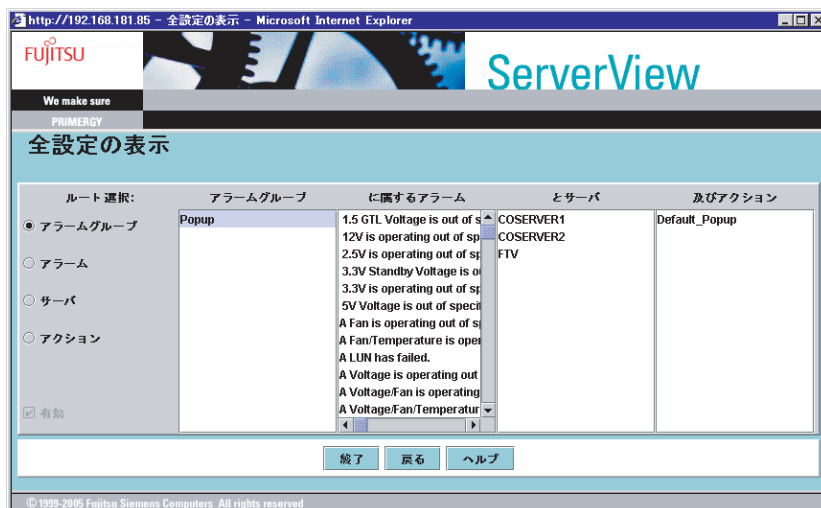 http://192.168.181.85 - 全設定の表示 - Microsoft Internet Explorer
FUJITSU
ServerView
We make sure
PRIMERGY
全設定の表示
ルート選択:
アラームグループ
に属するアラーム
とサーバ
及びアクション
アラームグループ
アラーム
サーバ
アクション
有効
Popup
1.5 GTL Voltage is out of s
12V is operating out of sp
2.5V is operating out of sp
3.3V Standby Voltage is o
3.3V is operating out of sp
5V Voltage is out of specif
A Fan is operating out of s
A Fan/Temperature is oper
A LUN has failed.
A Voltage is operating out
A Voltage/Fan is operating
A Voltage/Fan/Temperatur
COSERVER1
COSERVER2
FTV
Default_Popup
終了
戻る
ヘルプ
©1999-2005 Fujitsu Siemens Computers All rights reserved